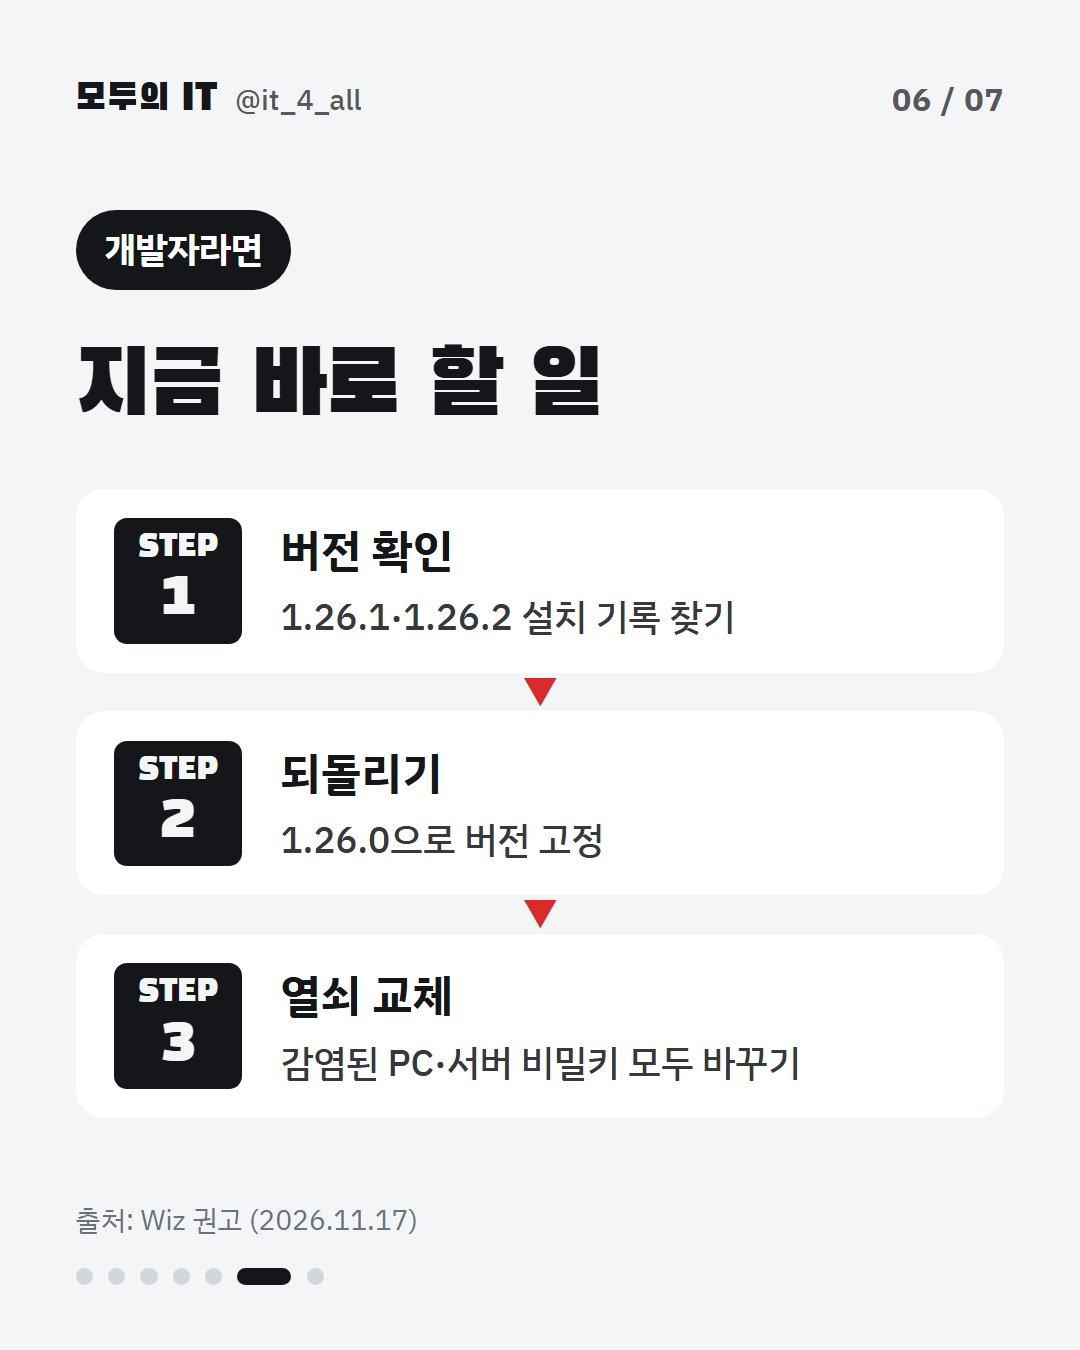 모두의 IT @it_4_all
06 / 07
개발자라면
지금 바로 할 일
STEP 1
버전 확인
1.26.1·1.26.2 설치 기록 찾기
▼
STEP 2
되돌리기
1.26.0으로 버전 고정
▼
STEP 3
열쇠 교체
감염된 PC·서버 비밀키 모두 바꾸기
출처: Wiz 권고 (2026.11.17)